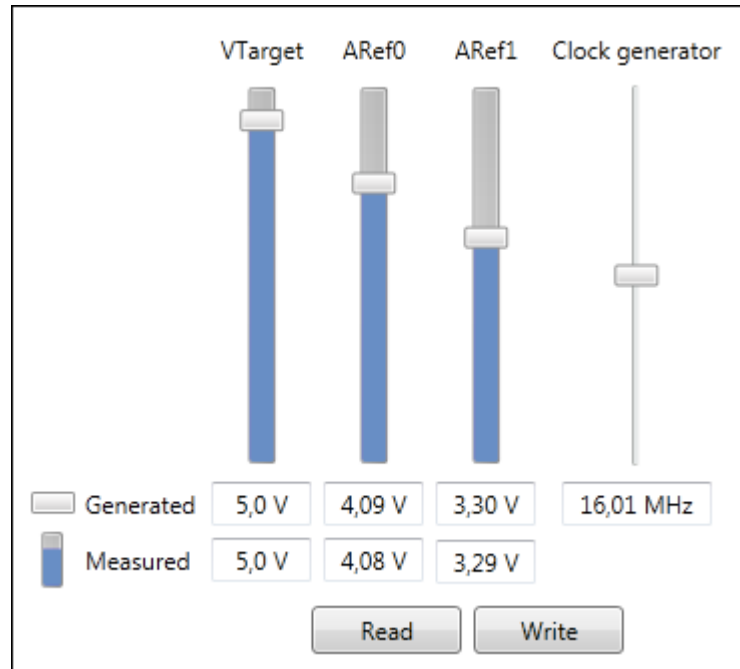 VTarget ARef0 ARef1 Clock generator
Generated 5,0 V 4,09 V 3,30 V 16,01 MHz
Measured 5,0 V 4,08 V 3,29 V
Read Write